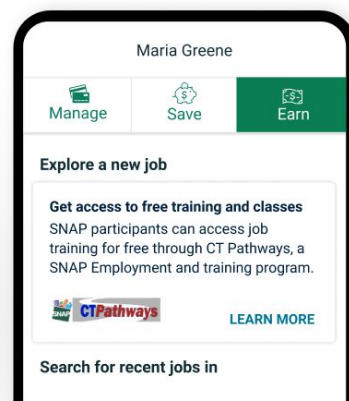 Maria Greene
Manage Save Earn
Explore a new job
Get access to free training and classes
SNAP participants can access job
training for free through CT Pathways, a
SNAP Employment and training program.
SNAP CTPathways
LEARN MORE
Search for recent jobs in